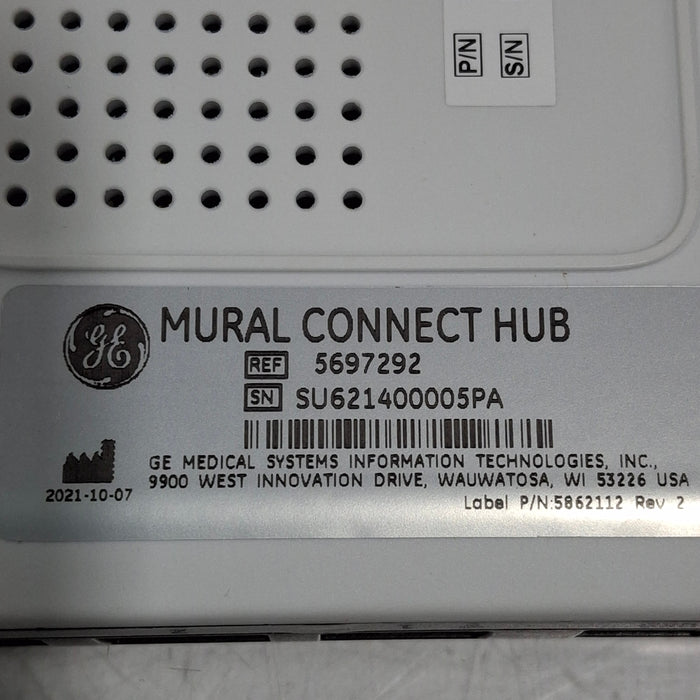 P/N
S/N
GE
MURAL CONNECT HUB
REF 5697292
SN SU621400005PA
GE MEDICAL SYSTEMS INFORMATION TECHNOLOGIES, INC.,
9900 WEST INNOVATION DRIVE, WAUWATOSA, WI 53226 USA
2021-10-07
Label P/N:5862112 Rev 2